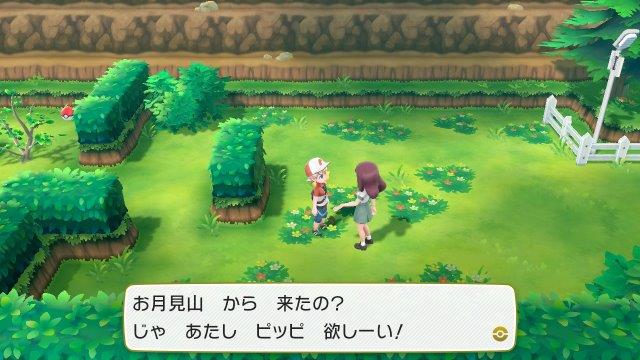 お月見山　から　来たの？
じゃ　あたし　ピッピ　欲しーい！